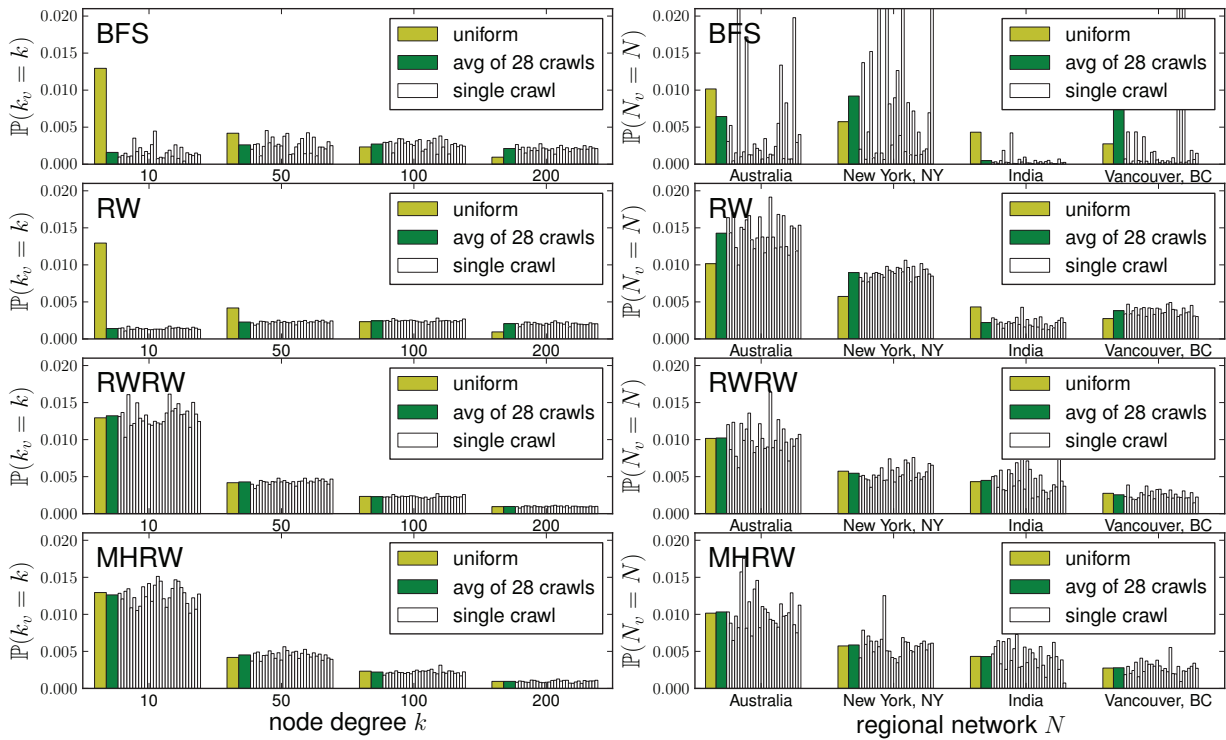 BFS
ℙ(k_v = k)
0.020
0.015
0.010
0.005
0.000
uniform
avg of 28 crawls
single crawl
10 50 100 200
BFS
ℙ(N_v = N)
0.020
0.015
0.010
0.005
0.000
uniform
avg of 28 crawls
single crawl
Australia New York, NY India Vancouver, BC
RW
ℙ(k_v = k)
0.020
0.015
0.010
0.005
0.000
uniform
avg of 28 crawls
single crawl
10 50 100 200
RW
ℙ(N_v = N)
0.020
0.015
0.010
0.005
0.000
uniform
avg of 28 crawls
single crawl
Australia New York, NY India Vancouver, BC
RWRW
ℙ(k_v = k)
0.020
0.015
0.010
0.005
0.000
uniform
avg of 28 crawls
single crawl
10 50 100 200
RWRW
ℙ(N_v = N)
0.020
0.015
0.010
0.005
0.000
uniform
avg of 28 crawls
single crawl
Australia New York, NY India Vancouver, BC
MHRW
ℙ(k_v = k)
0.020
0.015
0.010
0.005
0.000
uniform
avg of 28 crawls
single crawl
10 50 100 200
node degree k
MHRW
ℙ(N_v = N)
0.020
0.015
0.010
0.005
0.000
uniform
avg of 28 crawls
single crawl
Australia New York, NY India Vancouver, BC
regional network N